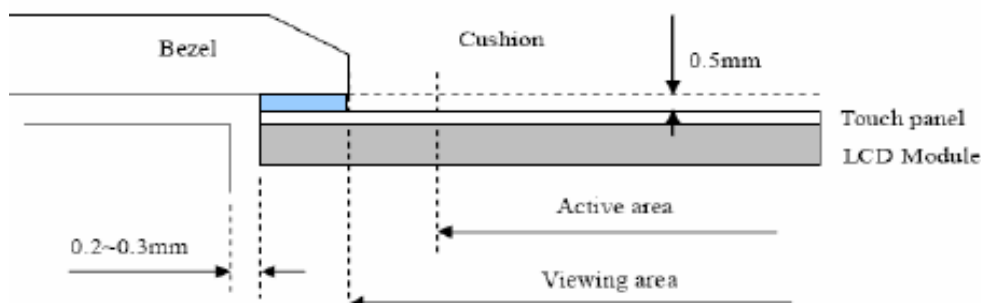 Cushion
Bezel
0.5mm
Touch panel
LCD Module
Active area
0.2~0.3mm
Viewing area